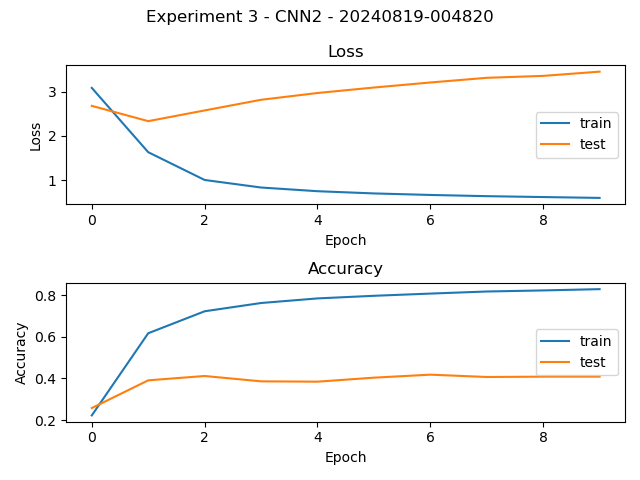 Experiment 3 - CNN2 - 20240819-004820
Loss
3
2
1
Loss
train
test
0 2 4 6 8
Epoch
Accuracy
0.8
0.6
0.4
0.2
Accuracy
train
test
0 2 4 6 8
Epoch